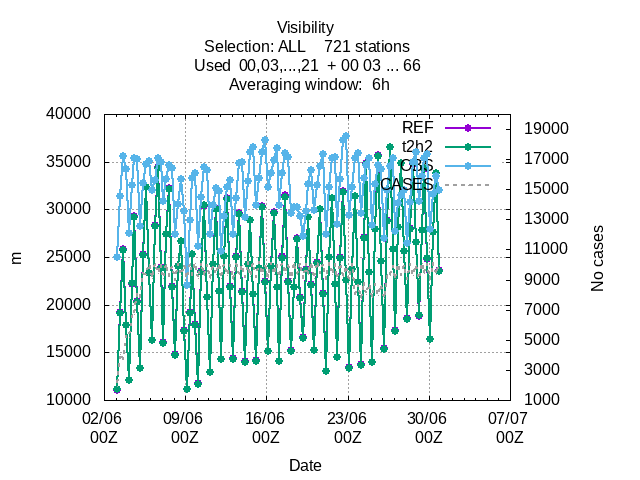 Visibility
Selection: ALL 721 stations
Used 00,03,...,21 + 00 03 ... 66
Averaging window: 6h
40000
35000
30000
25000
20000
15000
10000
m
19000
17000
15000
13000
11000
9000
7000
5000
3000
1000
No cases
REF
t2h2
OBS
CASES
02/06 09/06 16/06 23/06 30/06 07/07
00Z 00Z 00Z 00Z 00Z 00Z
Date